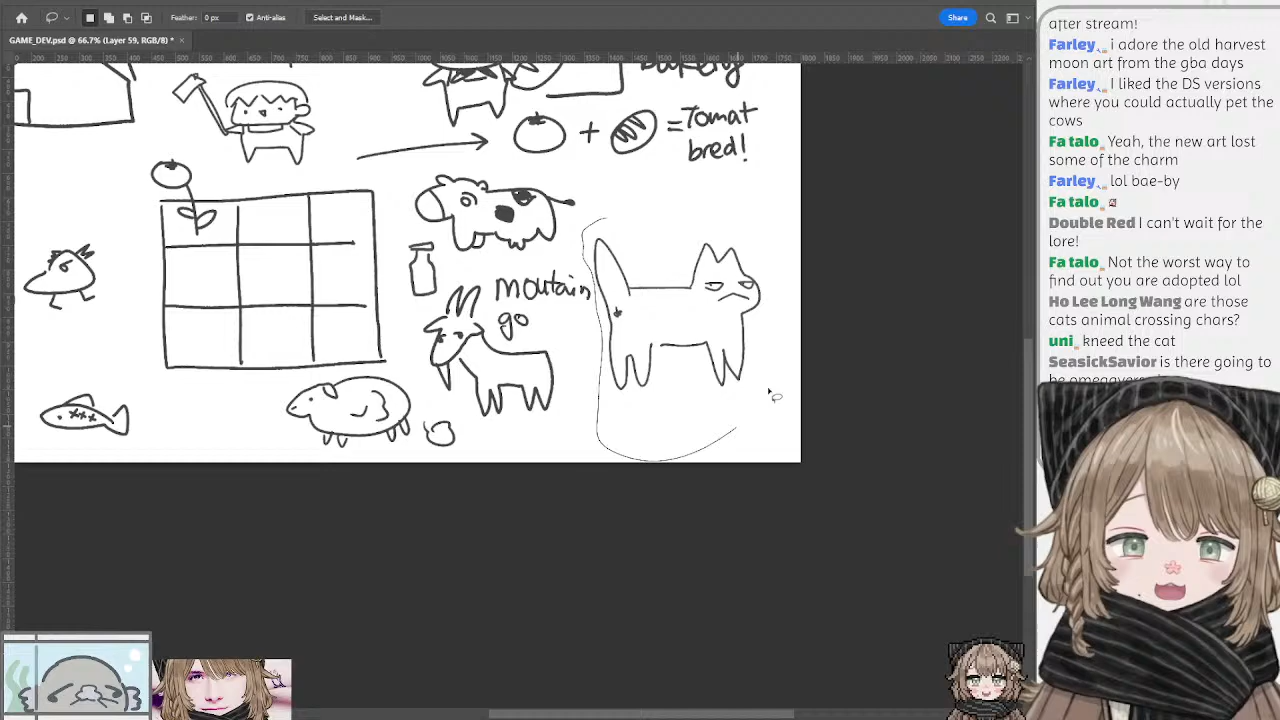 Feather: 0 px
Anti-alias
Select and Mask...
Share
GAME_DEV.psd @ 66.7% (Layer 59, RGB/8) *
Bakery
+ = Tomat
bred!
moutain
go
after stream!
Farley i adore the old harvest
moon art from the gba days
Farley I liked the DS versions
where you could actually pet the
cows
Fa talo Yeah, the new art lost
some of the charm
Farley lol bae-by
Fa talo
Double Red I can't wait for the
lore!
Fa talo Not the worst way to
find out you are adopted lol
Ho Lee Long Wang are those
cats animal crossing chars?
uni kneed the cat
SeasickSavior is there going to